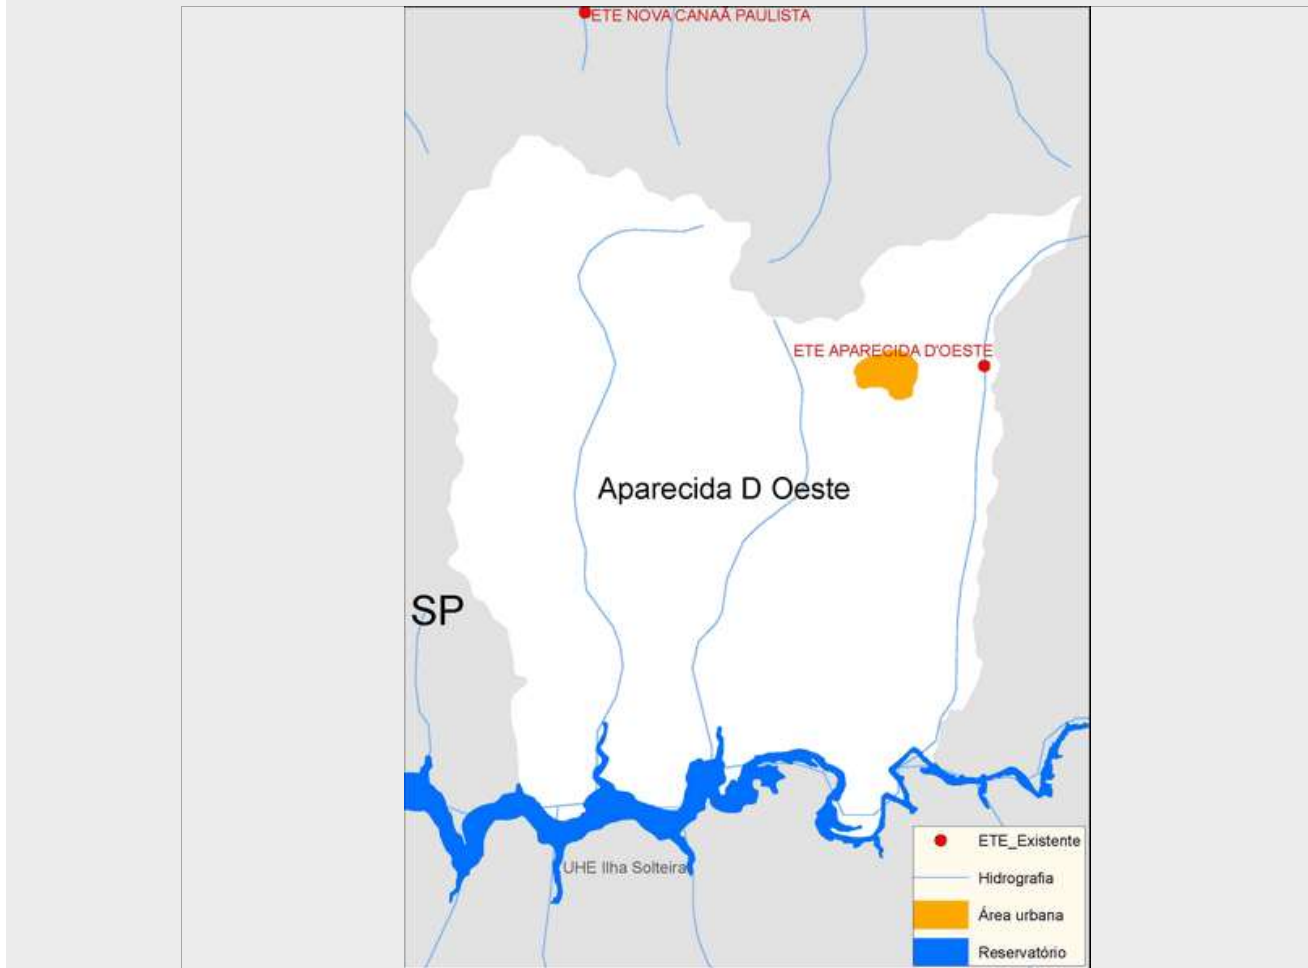 ETE NOVA CANAÃ PAULISTA
ETE APARECIDA D'OESTE
Aparecida D Oeste
SP
UHE Ilha Solteira
ETE_Existente
Hidrografia
Área urbana
Reservatório